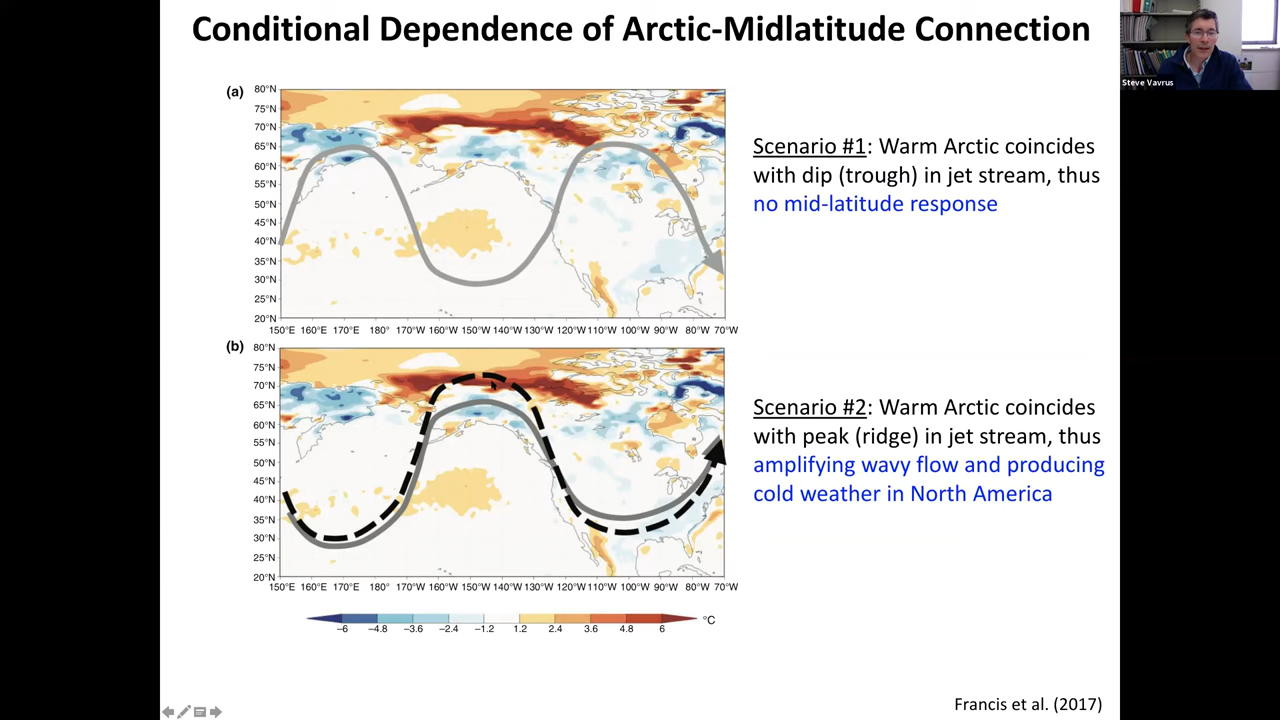 Conditional Dependence of Arctic-Midlatitude Connection
Steve Vavrus
(a)
80°N
75°N
70°N
65°N
60°N
55°N
50°N
45°N
40°N
35°N
30°N
25°N
20°N
150°E 160°E 170°E 180° 170°W 160°W 150°W 140°W 130°W 120°W 110°W 100°W 90°W 80°W 70°W
Scenario #1: Warm Arctic coincides
with dip (trough) in jet stream, thus
no mid-latitude response
(b)
80°N
75°N
70°N
65°N
60°N
55°N
50°N
45°N
40°N
35°N
30°N
25°N
20°N
150°E 160°E 170°E 180° 170°W 160°W 150°W 140°W 130°W 120°W 110°W 100°W 90°W 80°W 70°W
Scenario #2: Warm Arctic coincides
with peak (ridge) in jet stream, thus
amplifying wavy flow and producing
cold weather in North America
°C
−6 −4.8 −3.6 −2.4 −1.2 1.2 2.4 3.6 4.8 6
Francis et al. (2017)